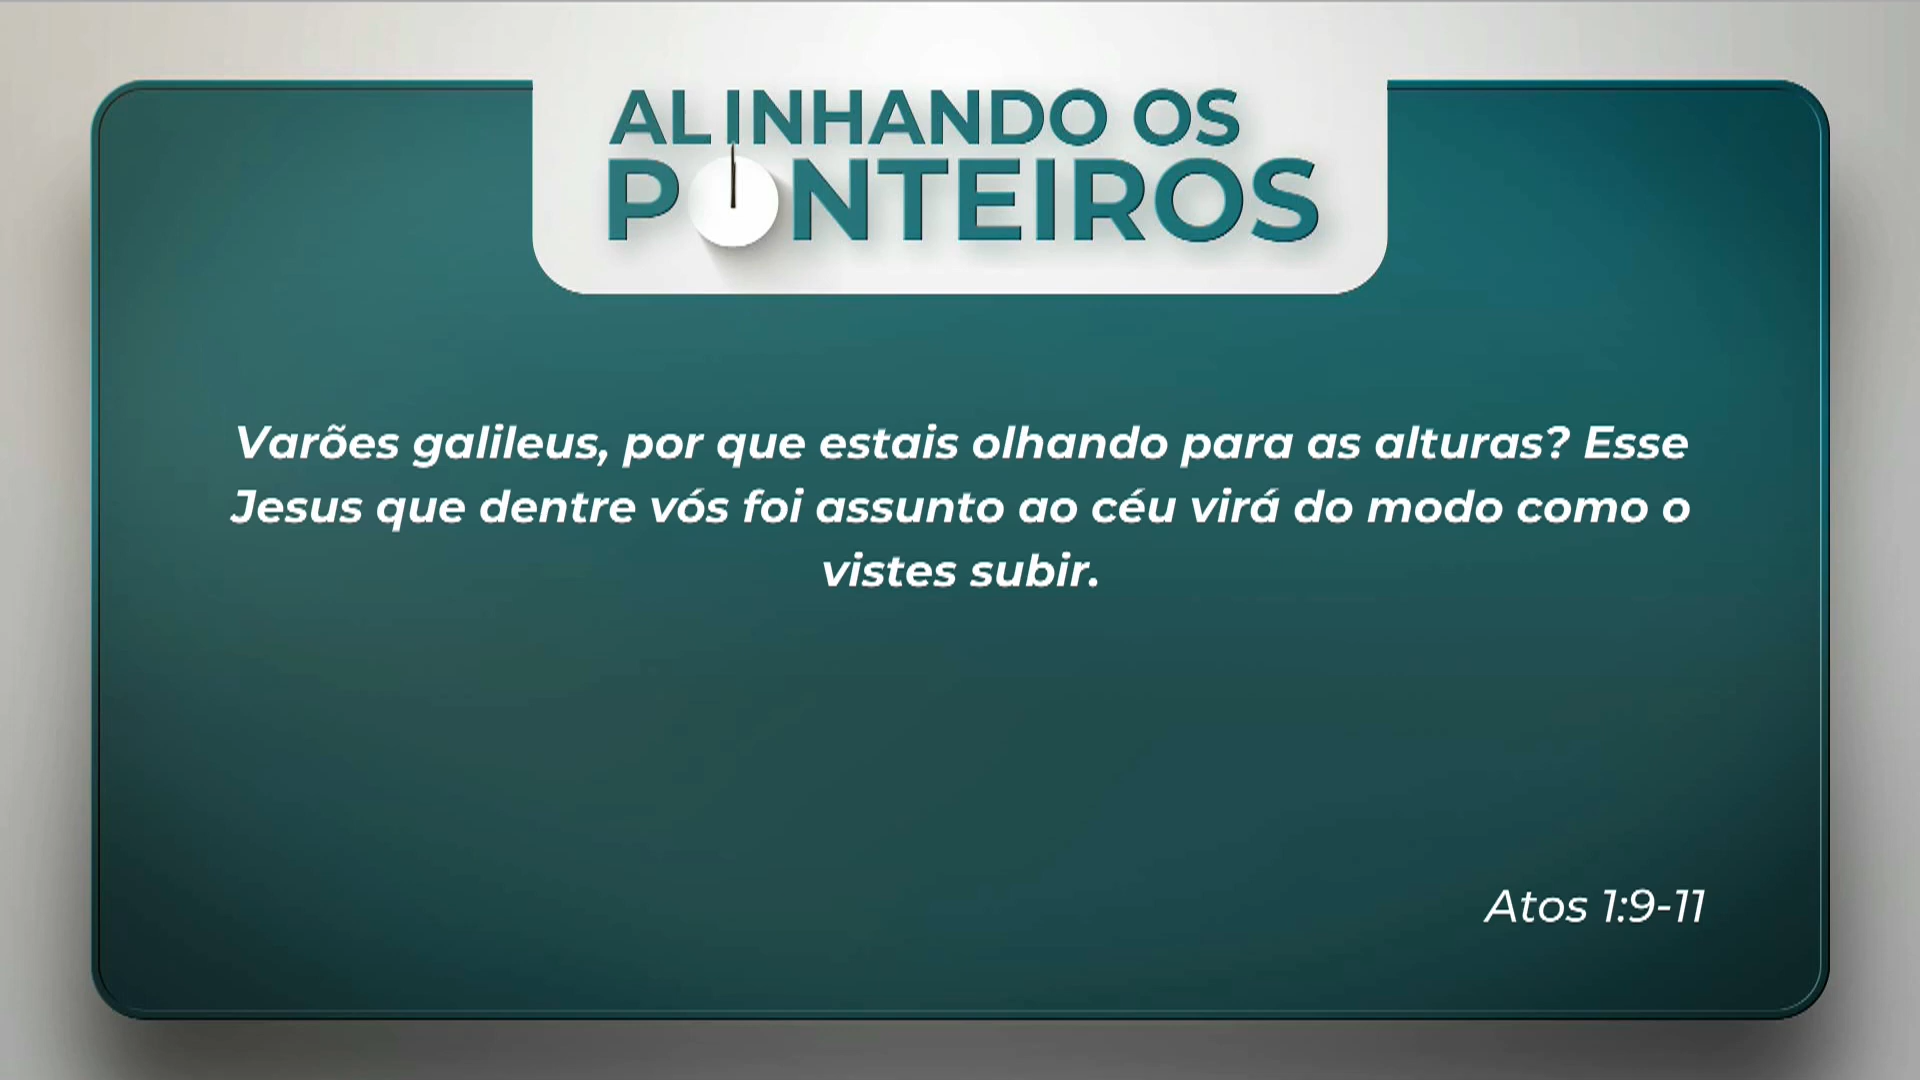 ALINHANDO OS
PONTEIROS
Varões galileus, por que estais olhando para as alturas? Esse
Jesus que dentre vós foi assunto ao céu virá do modo como o
vistes subir.
Atos 1:9-11